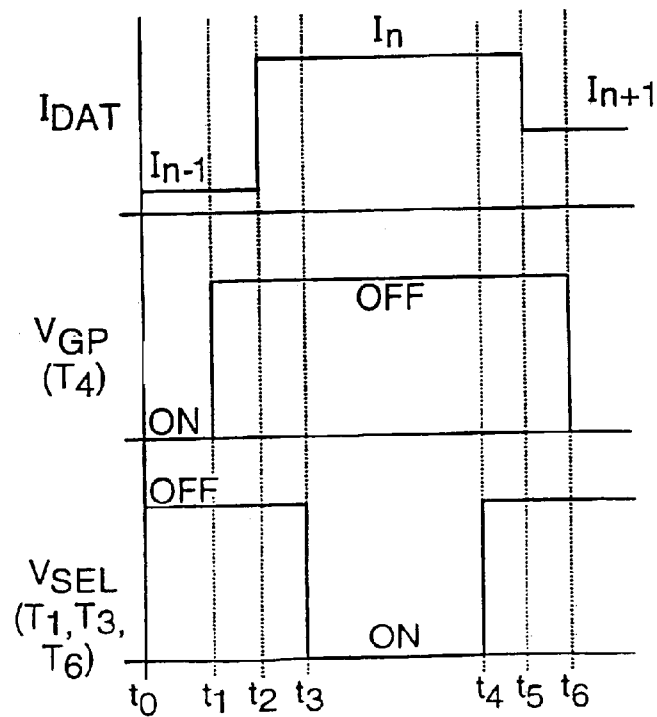 In
IDAT
In+1
In-1
OFF
VGP
(T4)
ON
OFF
VSEL
(T1,T3,
T6)
ON
t0 t1 t2 t3 t4 t5 t6